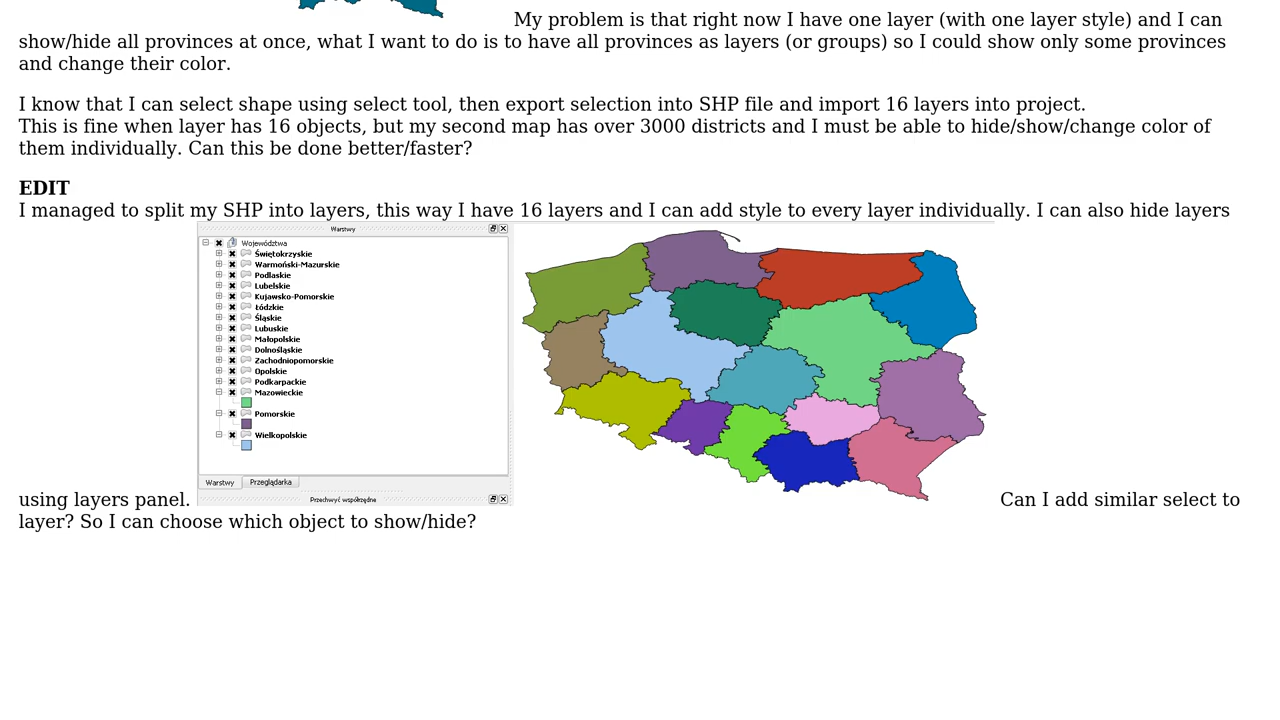 My problem is that right now I have one layer (with one layer style) and I can
show/hide all provinces at once, what I want to do is to have all provinces as layers (or groups) so I could show only some provinces
and change their color.
I know that I can select shape using select tool, then export selection into SHP file and import 16 layers into project.
This is fine when layer has 16 objects, but my second map has over 3000 districts and I must be able to hide/show/change color of
them individually. Can this be done better/faster?
EDIT
I managed to split my SHP into layers, this way I have 16 layers and I can add style to every layer individually. I can also hide layers
Warstwy
Województwa
Świętokrzyskie
Warmoński-Mazurskie
Podlaskie
Lubelskie
Kujawsko-Pomorskie
Łódzkie
Śląskie
Lubuskie
Małopolskie
Dolnośląskie
Zachodniopomorskie
Opolskie
Podkarpackie
Mazowieckie
Pomorskie
Wielkopolskie
Warstwy Przeglądarka
Przechwyć współrzędne
using layers panel. Can I add similar select to
layer? So I can choose which object to show/hide?